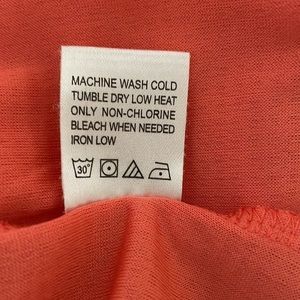 MACHINE WASH COLD
TUMBLE DRY LOW HEAT
ONLY NON-CHLORINE
BLEACH WHEN NEEDED
IRON LOW
30°